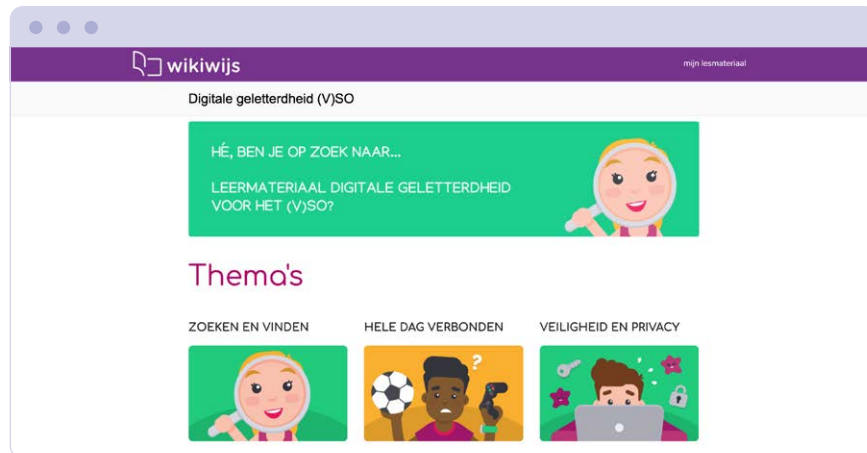 wikiwijs
mijn lesmateriaal
Digitale geletterdheid (V)SO
HÉ, BEN JE OP ZOEK NAAR...
LEERMATERIAAL DIGITALE GELETTERDHEID
VOOR HET (V)SO?
Thema's
ZOEKEN EN VINDEN
HELE DAG VERBONDEN
VEILIGHEID EN PRIVACY
?